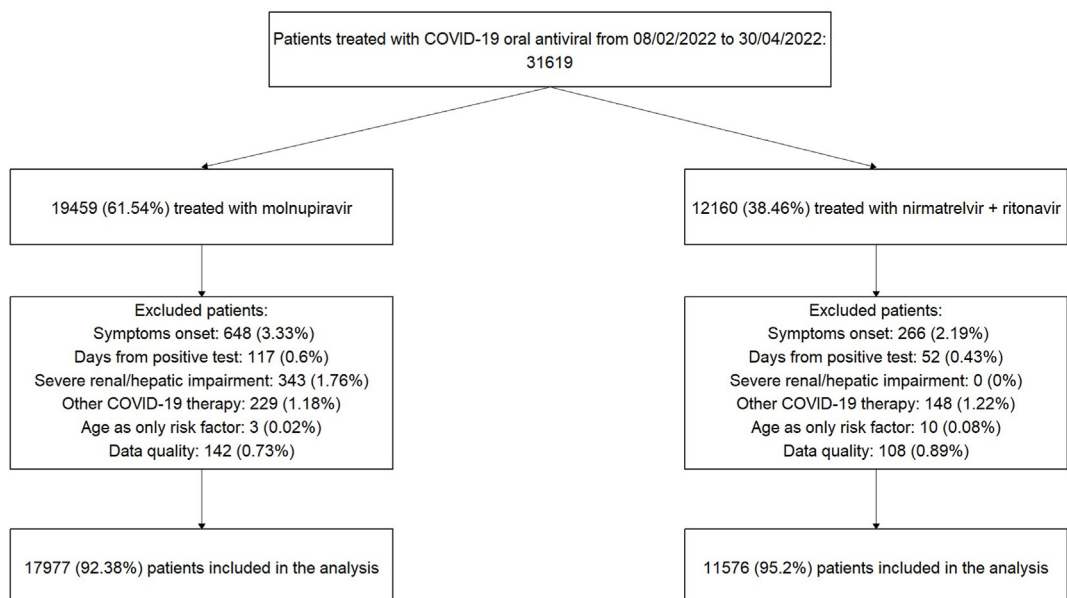 Patients treated with COVID-19 oral antiviral from 08/02/2022 to 30/04/2022:
31619
19459 (61.54%) treated with molnupiravir
12160 (38.46%) treated with nirmatrelvir + ritonavir
Excluded patients:
Symptoms onset: 648 (3.33%)
Days from positive test: 117 (0.6%)
Severe renal/hepatic impairment: 343 (1.76%)
Other COVID-19 therapy: 229 (1.18%)
Age as only risk factor: 3 (0.02%)
Data quality: 142 (0.73%)
Excluded patients:
Symptoms onset: 266 (2.19%)
Days from positive test: 52 (0.43%)
Severe renal/hepatic impairment: 0 (0%)
Other COVID-19 therapy: 148 (1.22%)
Age as only risk factor: 10 (0.08%)
Data quality: 108 (0.89%)
17977 (92.38%) patients included in the analysis
11576 (95.2%) patients included in the analysis